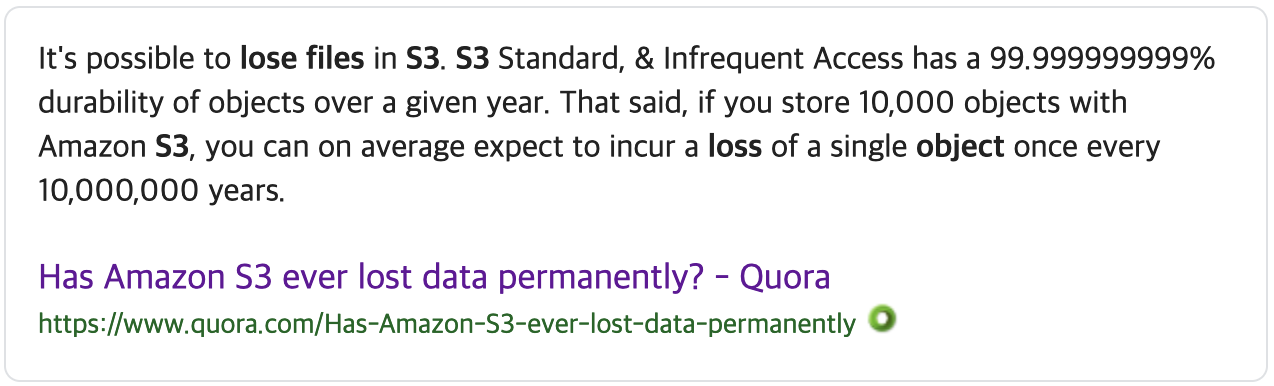 It's possible to lose files in S3. S3 Standard, & Infrequent Access has a 99.999999999%
durability of objects over a given year. That said, if you store 10,000 objects with
Amazon S3, you can on average expect to incur a loss of a single object once every
10,000,000 years.
Has Amazon S3 ever lost data permanently? - Quora
https://www.quora.com/Has-Amazon-S3-ever-lost-data-permanently